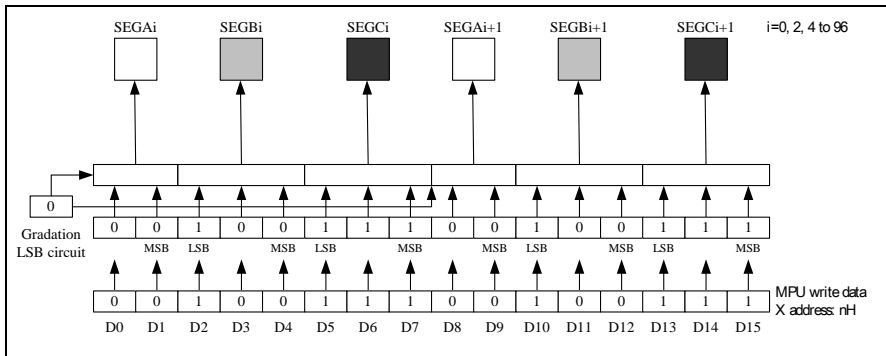 SEGAi SEGBi SEGCi SEGAi+1 SEGBi+1 SEGCi+1 i=0, 2, 4 to 96
0 0 0 1 0 0 1 1 1 0 0 1 0 0 1 1 1
Gradation
LSB circuit
MSB LSB MSB LSB MSB MSB LSB MSB LSB MSB
0 0 1 0 0 1 1 1 0 0 1 0 0 1 1 1
MPU write data
X address: nH
D0 D1 D2 D3 D4 D5 D6 D7 D8 D9 D10 D11 D12 D13 D14 D15